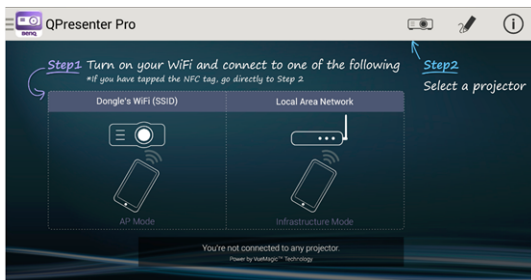 BenQ
QPresenter Pro
Step1 Turn on your WiFi and connect to one of the following
*If you have tapped the NFC tag, go directly to Step 2
Step2
Select a projector
Dongle's WiFi (SSID)
Local Area Network
AP Mode
Infrastructure Mode
You're not connected to any projector.
Power by VueMagic™ Technology